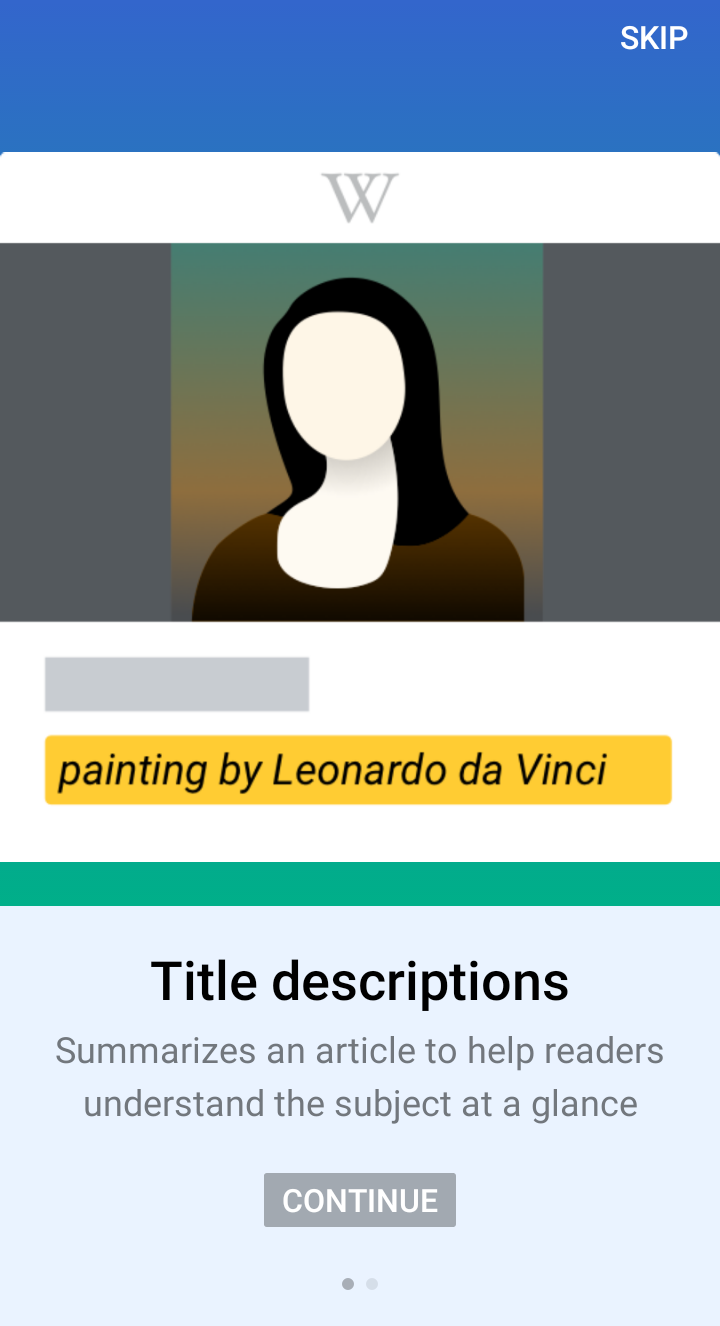 SKIP
W
painting by Leonardo da Vinci
Title descriptions
Summarizes an article to help readers
understand the subject at a glance
CONTINUE